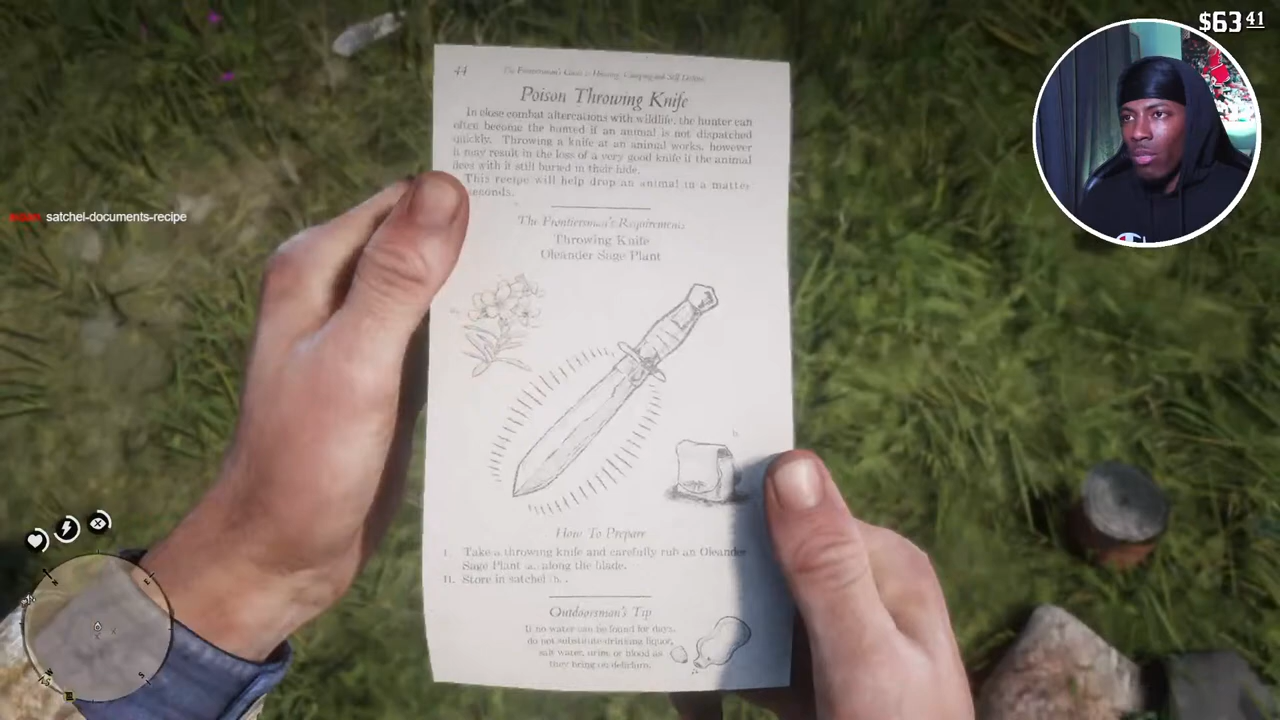 $63 41
44 The Frontiersman's Guide to Hunting, Camping and Self Defense
Poison Throwing Knife
In close combat altercations with wildlife, the hunter can
often become the hunted if an animal is not dispatched
quickly. Throwing a knife at an animal works, however
it may result in the loss of a very good knife if the animal
flees with it still buried in their hide.
This recipe will help drop an animal in a matter
seconds.
satchel-documents-recipe
The Frontiersman's Requirements
Throwing Knife
Oleander Sage Plant
b
How To Prepare
I. Take a throwing knife and carefully rub an Oleander
Sage Plant a. along the blade.
II. Store in satchel b. .
Outdoorsman's Tip
If no water can be found for days,
do not substitute drinking liquor,
salt water, urine, or blood as
they bring on delirium.